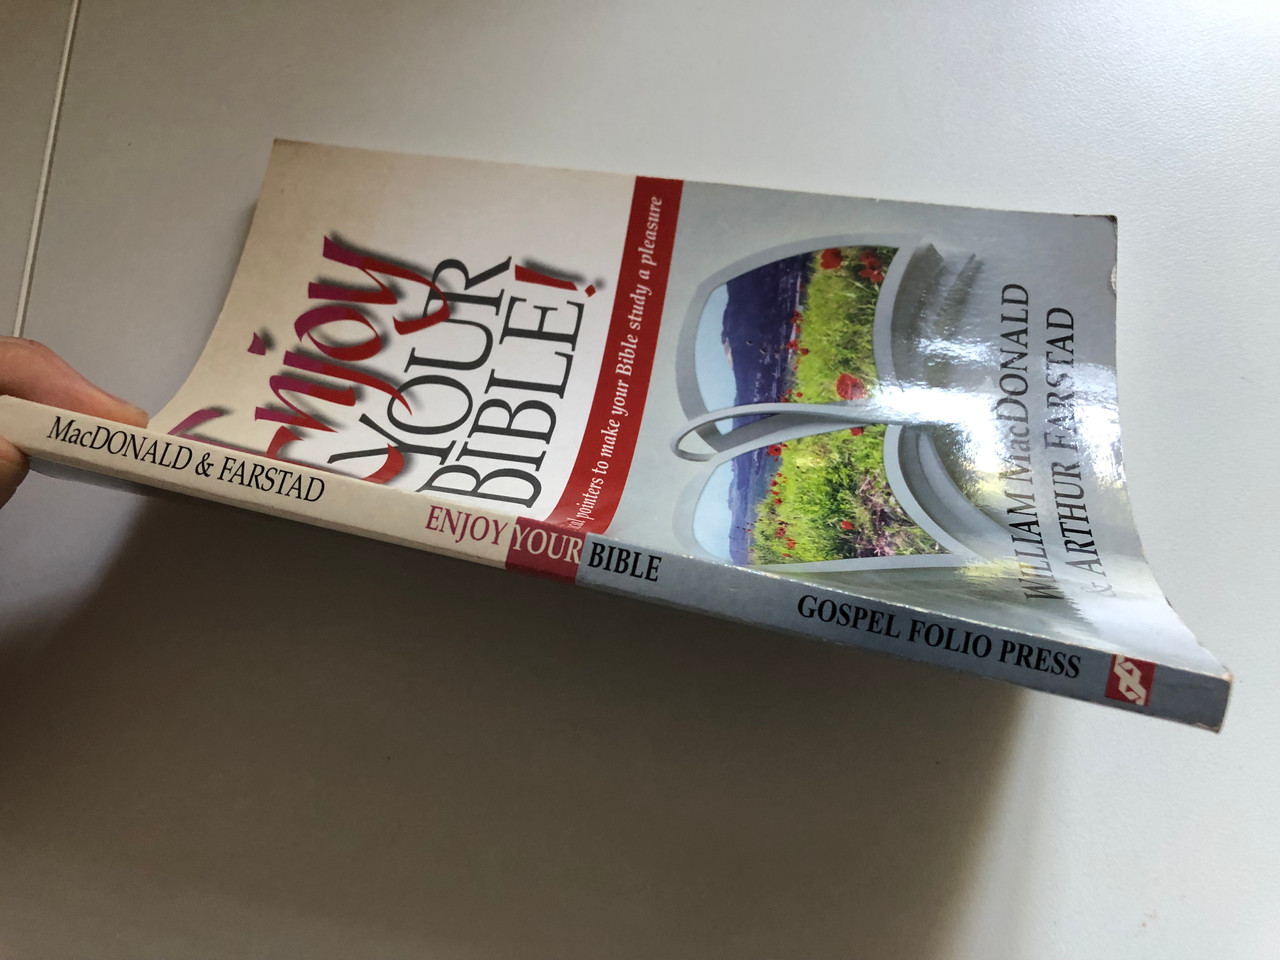 Enjoy
YOUR
BIBLE!
pointers to make your Bible study a pleasure
WILLIAM MacDONALD
& ARTHUR FARSTAD
MacDONALD & FARSTAD
ENJOY YOUR BIBLE
GOSPEL FOLIO PRESS